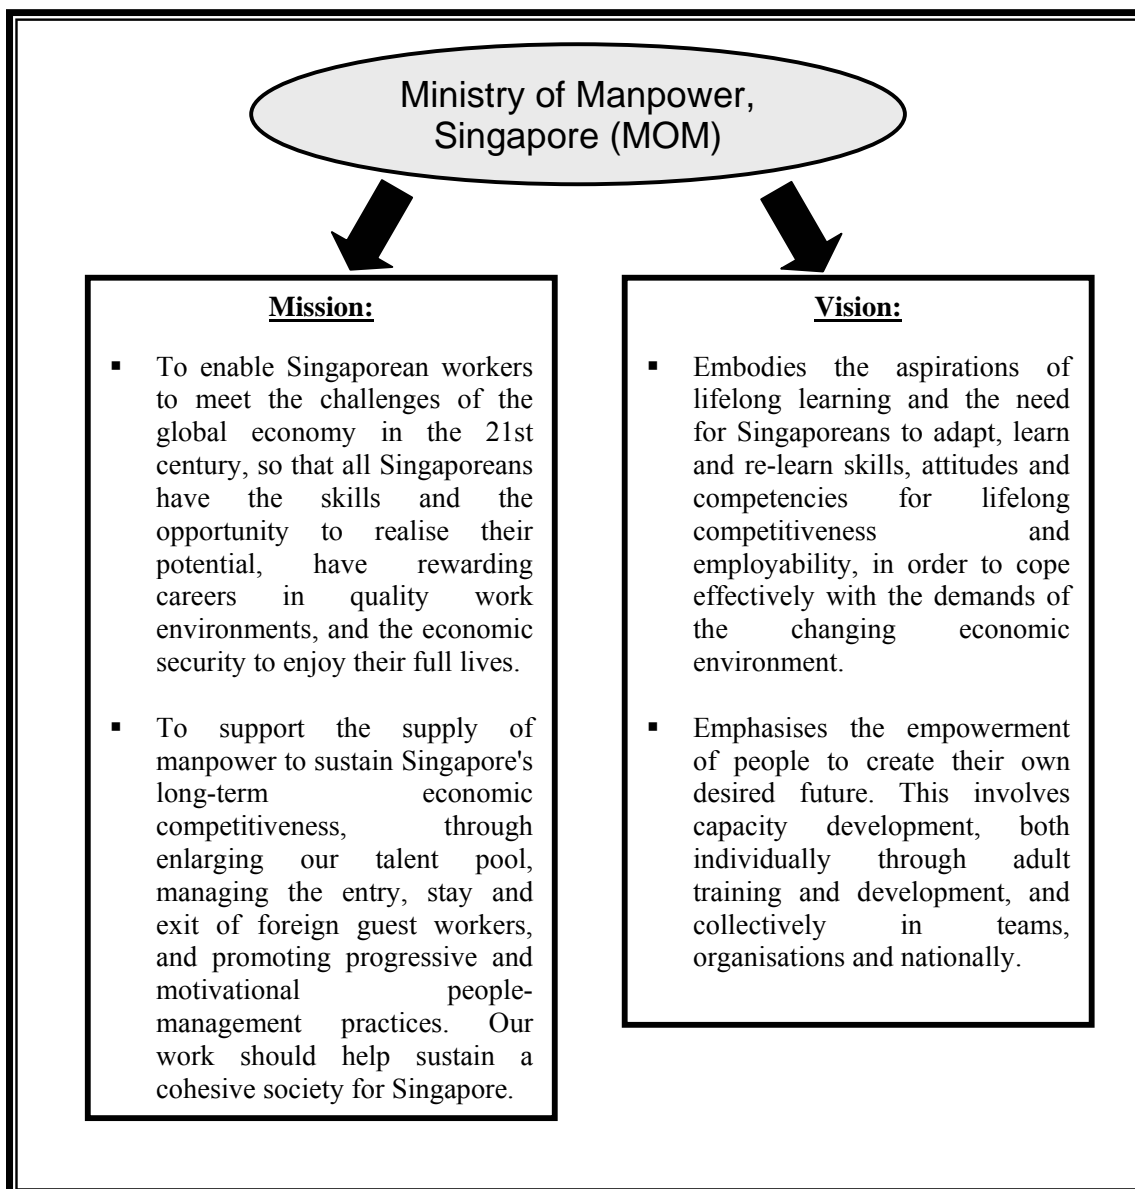 Ministry of Manpower,
Singapore (MOM)
Mission:
▪ To enable Singaporean workers
to meet the challenges of the
global economy in the 21st
century, so that all Singaporeans
have the skills and the
opportunity to realise their
potential, have rewarding
careers in quality work
environments, and the economic
security to enjoy their full lives.
▪ To support the supply of
manpower to sustain Singapore's
long-term economic
competitiveness, through
enlarging our talent pool,
managing the entry, stay and
exit of foreign guest workers,
and promoting progressive and
motivational people-
management practices. Our
work should help sustain a
cohesive society for Singapore.
Vision:
▪ Embodies the aspirations of
lifelong learning and the need
for Singaporeans to adapt, learn
and re-learn skills, attitudes and
competencies for lifelong
competitiveness and
employability, in order to cope
effectively with the demands of
the changing economic
environment.
▪ Emphasises the empowerment
of people to create their own
desired future. This involves
capacity development, both
individually through adult
training and development, and
collectively in teams,
organisations and nationally.